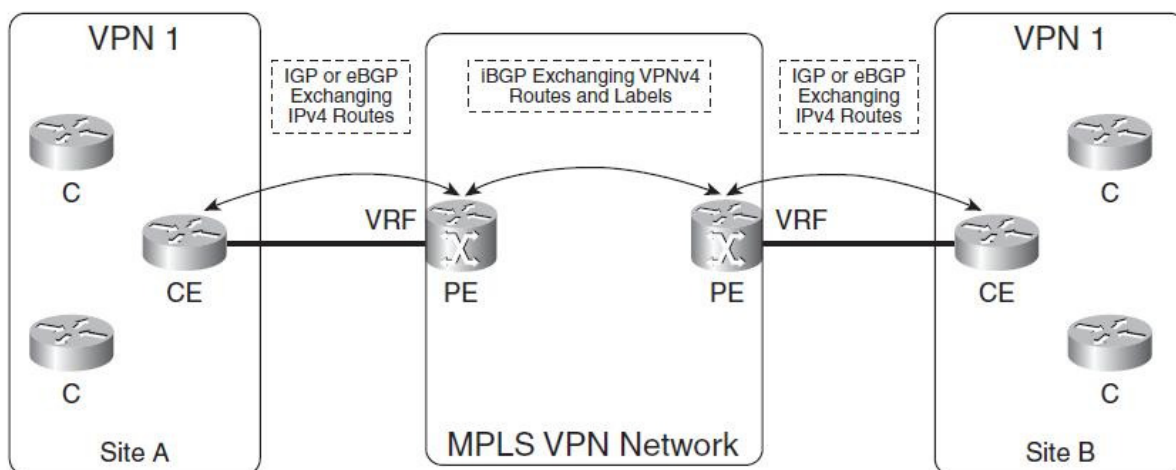 VPN 1
IGP or eBGP
Exchanging
IPv4 Routes
iBGP Exchanging VPNv4
Routes and Labels
IGP or eBGP
Exchanging
IPv4 Routes
VPN 1
C
C
VRF
VRF
CE
PE
PE
CE
C
C
Site A
MPLS VPN Network
Site B